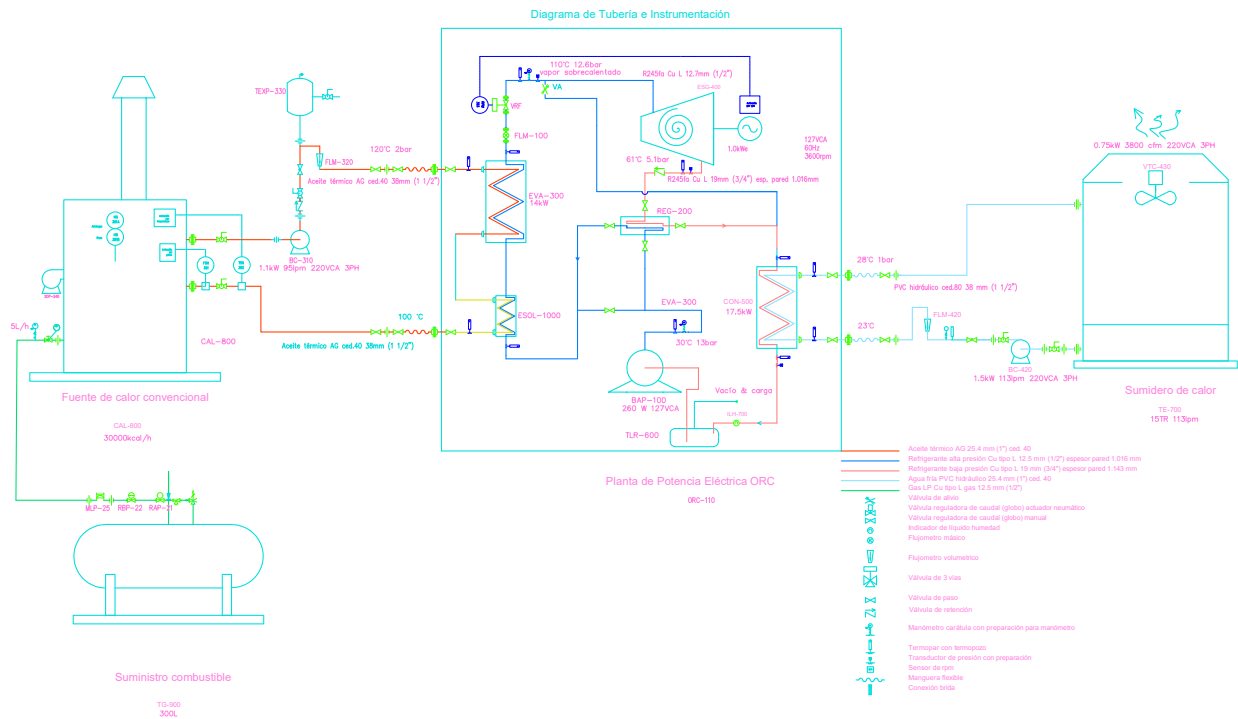 Diagrama de Tubería e Instrumentación
TEXP-330
FLM-320
120°C 2bar
Aceite térmico AG ced.40 38mm (1 1/2")
BC-310
1.1kW 95lpm 220VCA 3PH
5L/h
CAL-800
100 °C
Aceite térmico AG ced.40 38mm (1 1/2")
Fuente de calor convencional
CAL-800
30000kcal/h
MLP-25
RBP-22
RAP-21
Suministro combustible
TG-900
300L
110°C 12.6bar
vapor sobrecalentado
VA
VRF
FLM-100
R245fa Cu L 12.7mm (1/2")
ESG-400
1.0kWe
127VCA
60Hz
3600rpm
61°C 5.1bar
R245fa Cu L 19mm (3/4") esp. pared 1.016mm
EVA-300
14kW
REG-200
ESOL-1000
EVA-300
30°C 13bar
CON-500
17.5kW
BAP-100
260 W 127VCA
Vacío & carga
ILH-700
TLR-600
Planta de Potencia Eléctrica ORC
ORC-110
0.75kW 3800 cfm 220VCA 3PH
VTC-430
28°C 1bar
PVC hidráulico ced.80 38 mm (1 1/2")
23°C
FLM-420
BC-420
1.5kW 113lpm 220VCA 3PH
Sumidero de calor
TE-700
15TR 113lpm
Aceite térmico AG 25.4 mm (1") ced. 40
Refrigerante alta presión Cu tipo L 12.5 mm (1/2") espesor pared 1.016 mm
Refrigerante baja presión Cu tipo L 19 mm (3/4") espesor pared 1.143 mm
Agua fría PVC hidráulico 25.4 mm (1") ced. 40
Gas LP Cu tipo L gas 12.5 mm (1/2")
Válvula de alivio
Válvula reguladora de caudal (globo) actuador neumático
Válvula reguladora de caudal (globo) manual
Indicador de líquido humedad
Flujometro másico
Flujometro volumetrico
Válvula de 3 vías
Válvula de paso
Válvula de retención
Manómetro carátula con preparación para manómetro
Termopar con termopozo
Transductor de presión con preparación
Sensor de rpm
Manguera flexible
Conexión brida